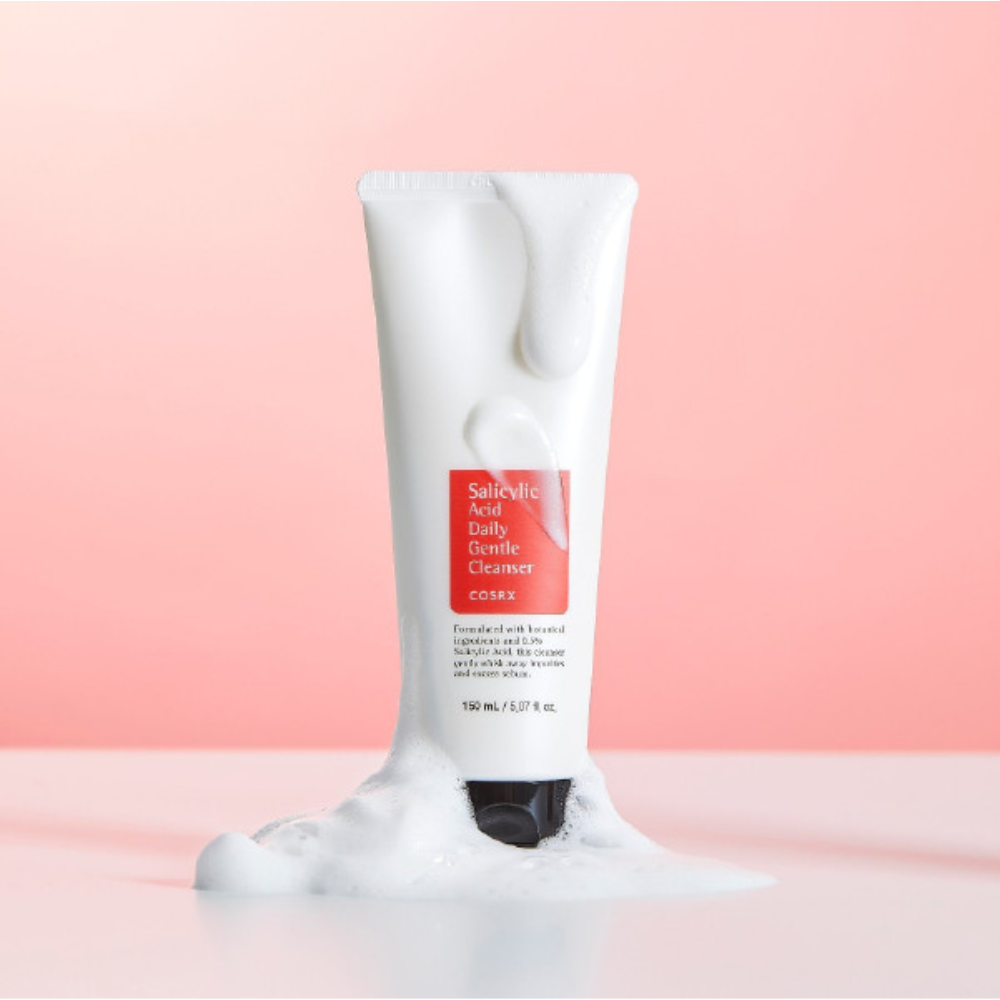 Salicylic
Acid
Daily
Gentle
Cleanser
COSRX
Formulated with botanical
ingredients and 0.5%
Salicylic Acid, this cleanser
gently whisk away impurities
and excess sebum.
150 mL / 5.07 fl. oz.